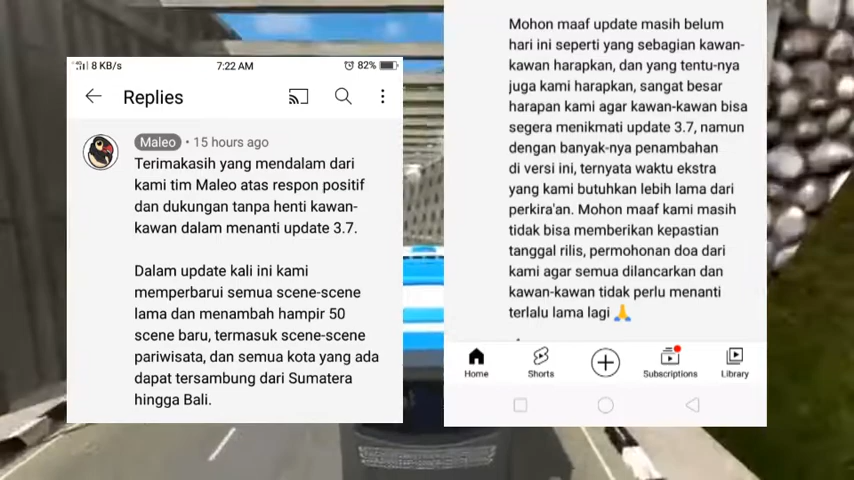 8 KB/s
7:22 AM
82%
Replies
Maleo • 15 hours ago
Terimakasih yang mendalam dari
kami tim Maleo atas respon positif
dan dukungan tanpa henti kawan-
kawan dalam menanti update 3.7.
Dalam update kali ini kami
memperbarui semua scene-scene
lama dan menambah hampir 50
scene baru, termasuk scene-scene
pariwisata, dan semua kota yang ada
dapat tersambung dari Sumatera
hingga Bali.
Mohon maaf update masih belum
hari ini seperti yang sebagian kawan-
kawan harapkan, dan yang tentu-nya
juga kami harapkan, sangat besar
harapan kami agar kawan-kawan bisa
segera menikmati update 3.7, namun
dengan banyak-nya penambahan
di versi ini, ternyata waktu ekstra
yang kami butuhkan lebih lama dari
perkira'an. Mohon maaf kami masih
tidak bisa memberikan kepastian
tanggal rilis, permohonan doa dari
kami agar semua dilancarkan dan
kawan-kawan tidak perlu menanti
terlalu lama lagi 🙏
Home
Shorts
Subscriptions
Library